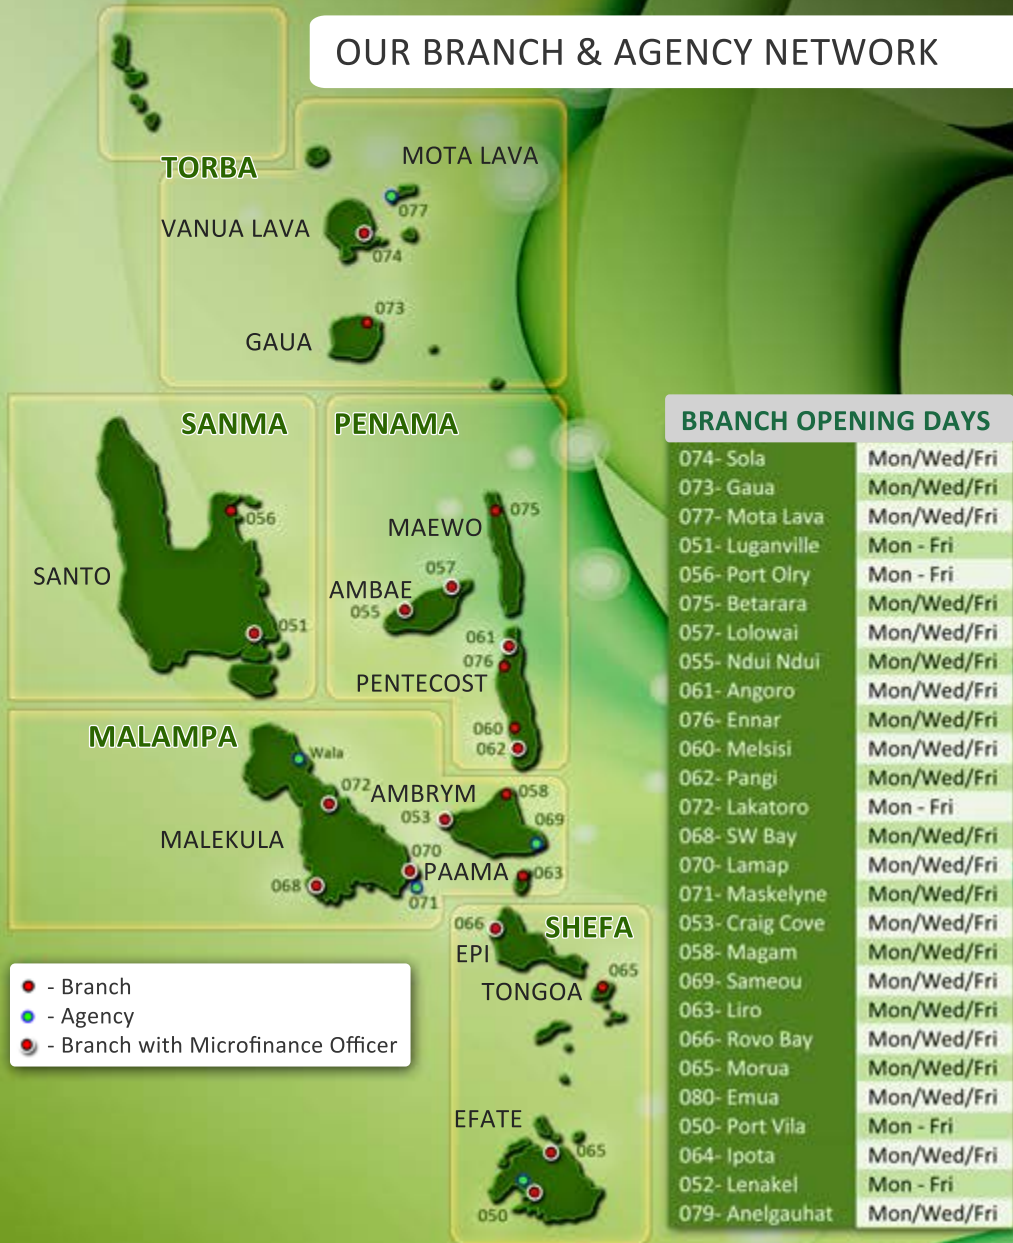 OUR BRANCH & AGENCY NETWORK
TORBA
MOTA LAVA
077
VANUA LAVA
074
073
GAUA
SANMA
PENAMA
056
SANTO
051
MAEWO
075
057
AMBAE
055
061
076
PENTECOST
060
062
MALAMPA
Wala
072
AMBRYM
058
053
069
MALEKULA
070
PAAMA
063
068
071
066
SHEFA
EPI
065
TONGOA
EFATE
065
050
- Branch
- Agency
- Branch with Microfinance Officer
BRANCH OPENING DAYS
074- Sola Mon/Wed/Fri
073- Gaua Mon/Wed/Fri
077- Mota Lava Mon/Wed/Fri
051- Luganville Mon - Fri
056- Port Olry Mon - Fri
075- Betarara Mon/Wed/Fri
057- Lolowai Mon/Wed/Fri
055- Ndui Ndui Mon/Wed/Fri
061- Angoro Mon/Wed/Fri
076- Ennar Mon/Wed/Fri
060- Melsisi Mon/Wed/Fri
062- Pangi Mon/Wed/Fri
072- Lakatoro Mon - Fri
068- SW Bay Mon/Wed/Fri
070- Lamap Mon/Wed/Fri
071- Maskelyne Mon/Wed/Fri
053- Craig Cove Mon/Wed/Fri
058- Magam Mon/Wed/Fri
069- Sameou Mon/Wed/Fri
063- Liro Mon/Wed/Fri
066- Rovo Bay Mon/Wed/Fri
065- Morua Mon/Wed/Fri
080- Emua Mon/Wed/Fri
050- Port Vila Mon - Fri
064- Ipota Mon/Wed/Fri
052- Lenakel Mon - Fri
079- Anelgauhat Mon/Wed/Fri